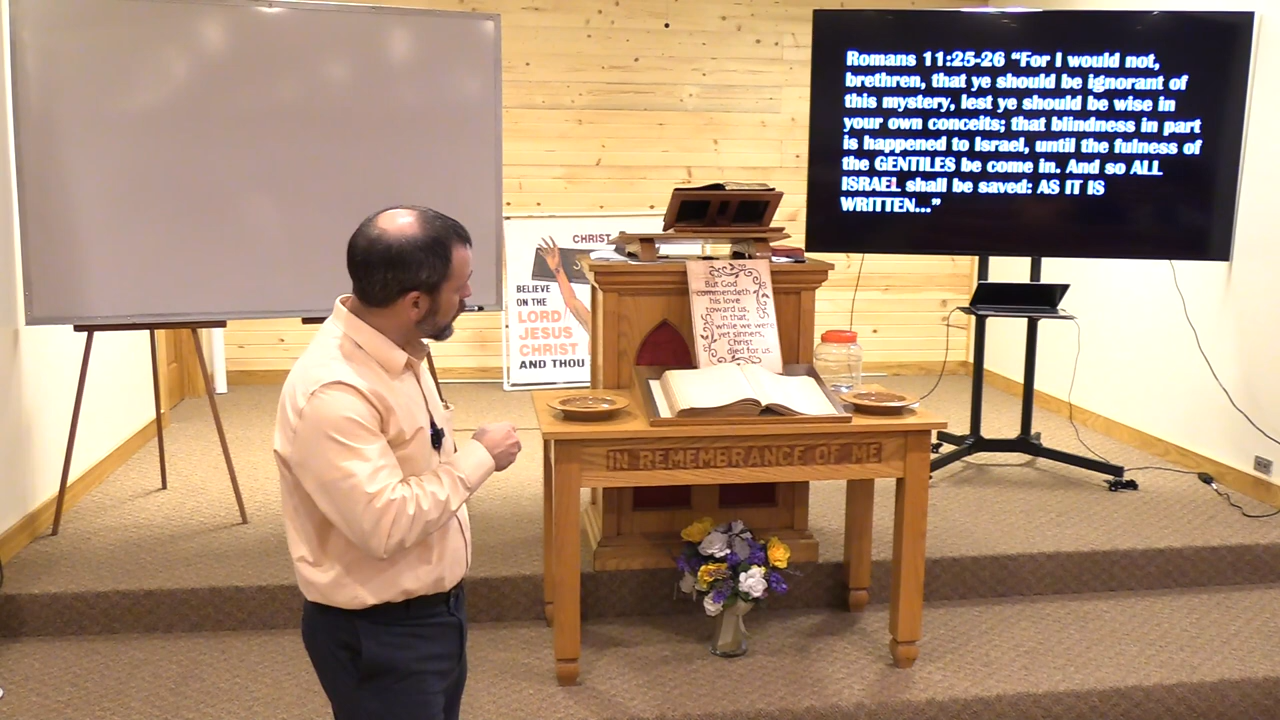 Romans 11:25-26 “For I would not,
brethren, that ye should be ignorant of
this mystery, lest ye should be wise in
your own conceits; that blindness in part
is happened to Israel, until the fulness of
the GENTILES be come in. And so ALL
ISRAEL shall be saved: AS IT IS
WRITTEN...”
CHRIST
BELIEVE
ON THE
LORD
JESUS
CHRIST
AND THOU
But God
commendeth
his love
toward us,
in that,
while we were
yet sinners,
Christ
died for us.
IN REMEMBRANCE OF ME